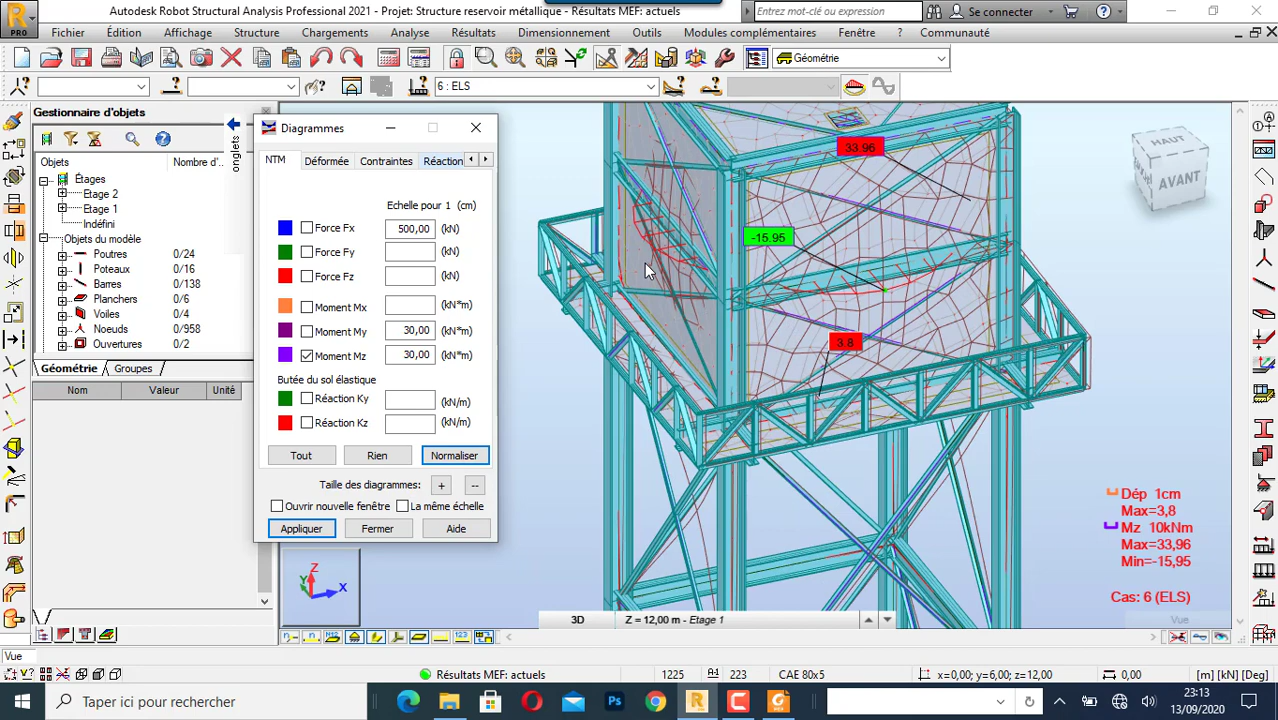 Autodesk Robot Structural Analysis Professional 2021 - Projet: Structure reservoir métallique - Résultats MEF: actuels
Entrez mot-clé ou expression
Se connecter
PRO
Fichier Édition Affichage Structure Chargements Analyse Résultats Dimensionnement Outils Modules complémentaires Fenêtre ? Communauté
Géométrie
6 : ELS
Gestionnaire d'objets
onglets
Objets Nombre d'...
Étages
Etage 2
Etage 1
Indéfini
Objets du modèle
Poutres 0/24
Poteaux 0/16
Barres 0/138
Planchers 0/2
Voiles 0/4
Noeuds 0/958
Ouvertures 0/2
Géométrie Groupes
Nom Valeur Unité
Diagrammes
NTM Déformée Contraintes Réaction
Echelle pour 1 (cm)
Force Fx 500,00 (kN)
Force Fy (kN)
Force Fz (kN)
Moment Mx (kN*m)
Moment My 30,00 (kN*m)
Moment Mz 30,00 (kN*m)
Butée du sol élastique
Réaction Ky (kN/m)
Réaction Kz (kN/m)
Tout Rien Normaliser
Taille des diagrammes: + --
Ouvrir nouvelle fenêtre La même échelle
Appliquer Fermer Aide
33.96
-15.95
3.8
HAUT
AVANT
Dép 1cm
Max=3,8
Mz 10kNm
Max=33,96
Min=-15,95
Cas: 6 (ELS)
Z
Y
X
3D Z = 12,00 m - Etage 1
Vue
Vue
Résultats MEF: actuels 1225 223 CAE 80x5 x=0,00; y=6,00; z=12,00 0,00 [m] [kN] [Deg]
Taper ici pour rechercher
23:13
13/09/2020